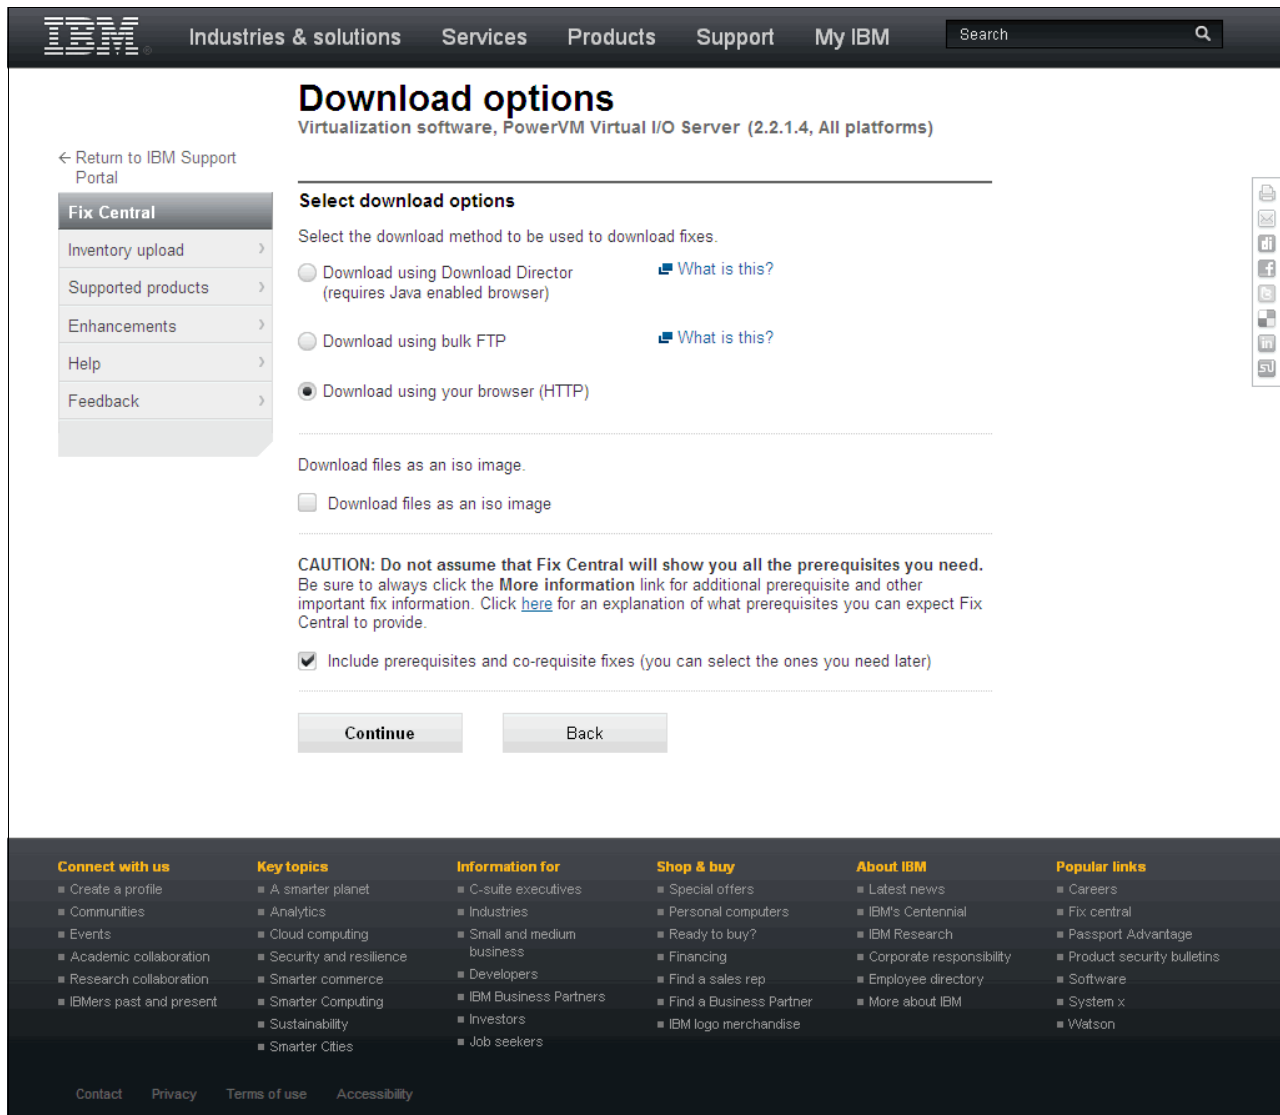 IBM
Industries & solutions Services Products Support My IBM Search
Download options
Virtualization software, PowerVM Virtual I/O Server (2.2.1.4, All platforms)
Return to IBM Support
Portal
Fix Central
Inventory upload
Supported products
Enhancements
Help
Feedback
Select download options
Select the download method to be used to download fixes.
Download using Download Director What is this?
(requires Java enabled browser)
Download using bulk FTP What is this?
Download using your browser (HTTP)
Download files as an iso image.
Download files as an iso image
CAUTION: Do not assume that Fix Central will show you all the prerequisites you need.
Be sure to always click the More information link for additional prerequisite and other
important fix information. Click here for an explanation of what prerequisites you can expect Fix
Central to provide.
Include prerequisites and co-requisite fixes (you can select the ones you need later)
Continue Back
Connect with us
Create a profile
Communities
Events
Academic collaboration
Research collaboration
IBMers past and present
Key topics
A smarter planet
Analytics
Cloud computing
Security and resilience
Smarter commerce
Smarter Computing
Sustainability
Smarter Cities
Information for
C-suite executives
Industries
Small and medium
business
Developers
IBM Business Partners
Investors
Job seekers
Shop & buy
Special offers
Personal computers
Ready to buy?
Financing
Find a sales rep
Find a Business Partner
IBM logo merchandise
About IBM
Latest news
IBM's Centennial
IBM Research
Corporate responsibility
Employee directory
More about IBM
Popular links
Careers
Fix central
Passport Advantage
Product security bulletins
Software
System x
Watson
Contact Privacy Terms of use Accessibility